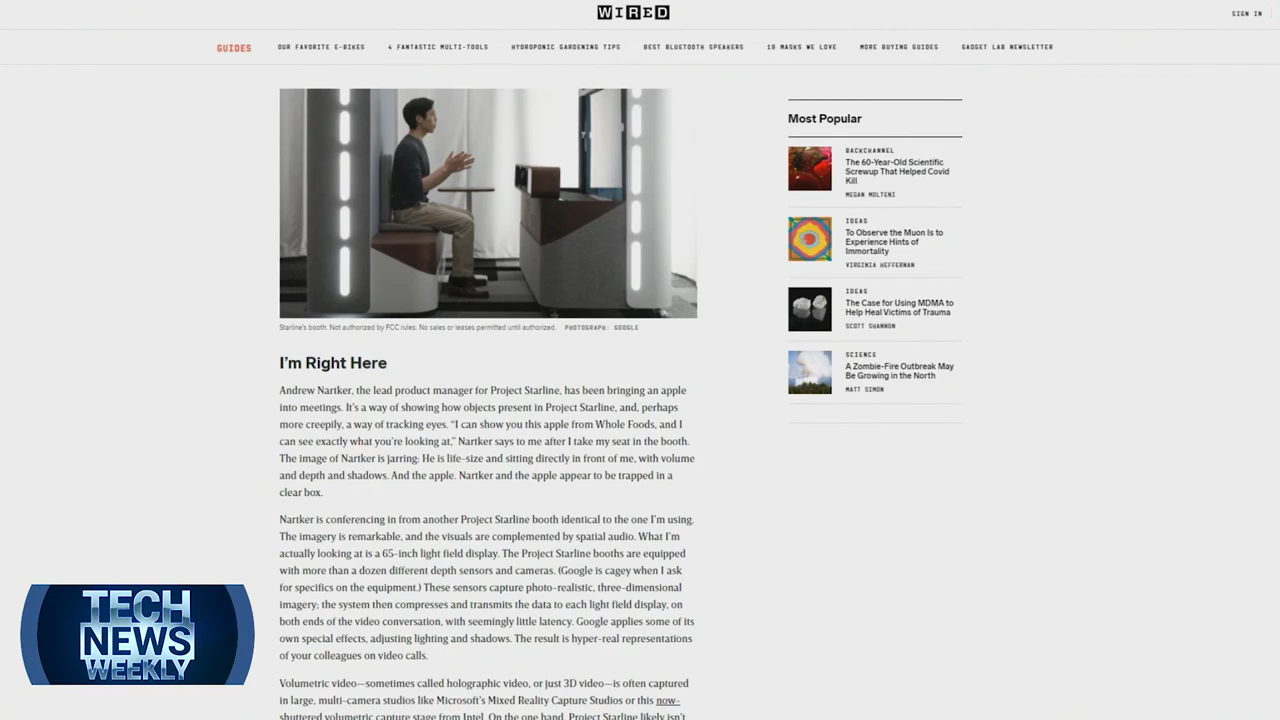 WIRED
SIGN IN
GUIDES
OUR FAVORITE E-BIKES
4 FANTASTIC MULTI-TOOLS
HYDROPONIC GARDENING TIPS
BEST BLUETOOTH SPEAKERS
19 MASKS WE LOVE
MORE BUYING GUIDES
GADGET LAB NEWSLETTER
Starline's booth. Not authorized by FCC rules. No sales or leases permitted until authorized. PHOTOGRAPH: GOOGLE
I'm Right Here
Andrew Nartker, the lead product manager for Project Starline, has been bringing an apple
into meetings. It's a way of showing how objects present in Project Starline, and, perhaps
more creepily, a way of tracking eyes. “I can show you this apple from Whole Foods, and I
can see exactly what you're looking at,” Nartker says to me after I take my seat in the booth.
The image of Nartker is jarring: He is life-size and sitting directly in front of me, with volume
and depth and shadows. And the apple. Nartker and the apple appear to be trapped in a
clear box.
Nartker is conferencing in from another Project Starline booth identical to the one I'm using.
The imagery is remarkable, and the visuals are complemented by spatial audio. What I'm
actually looking at is a 65-inch light field display. The Project Starline booths are equipped
with more than a dozen different depth sensors and cameras. (Google is cagey when I ask
for specifics on the equipment.) These sensors capture photo-realistic, three-dimensional
imagery; the system then compresses and transmits the data to each light field display, on
both ends of the video conversation, with seemingly little latency. Google applies some of its
own special effects, adjusting lighting and shadows. The result is hyper-real representations
of your colleagues on video calls.
Volumetric video—sometimes called holographic video, or just 3D video—is often captured
in large, multi-camera studios like Microsoft's Mixed Reality Capture Studios or this now-
shuttered volumetric capture stage from Intel. On the one hand, Project Starline likely isn't
Most Popular
BACKCHANNEL
The 60-Year-Old Scientific
Screwup That Helped Covid
Kill
MEGAN MOLTENI
IDEAS
To Observe the Muon Is to
Experience Hints of
Immortality
VIRGINIA HEFFERNAN
IDEAS
The Case for Using MDMA to
Help Heal Victims of Trauma
SCOTT SHANNON
SCIENCE
A Zombie-Fire Outbreak May
Be Growing in the North
MATT SIMON
TECH
NEWS
WEEKLY